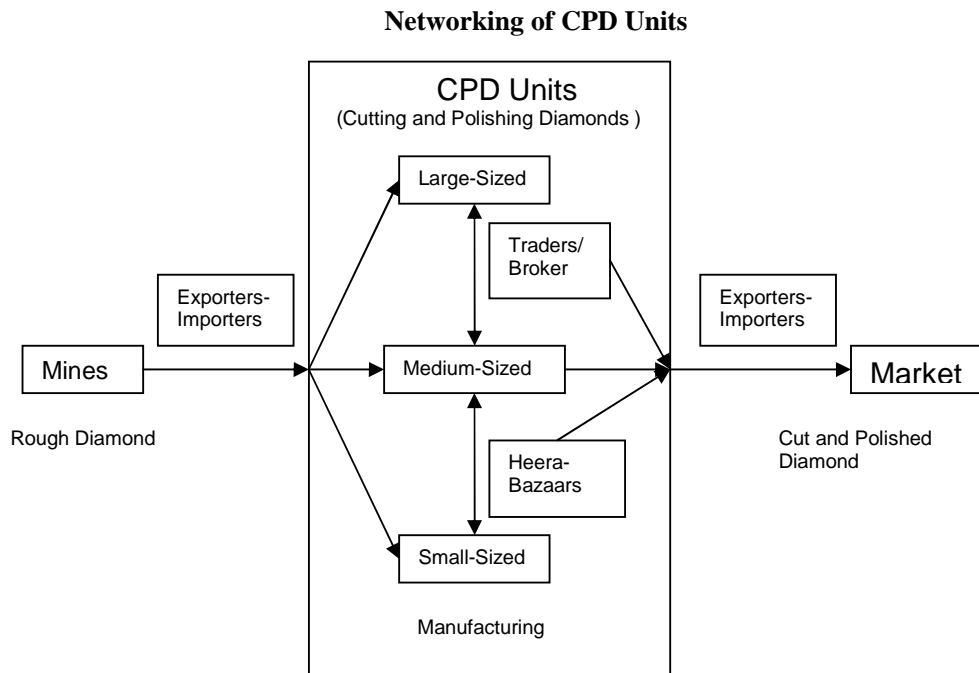 Networking of CPD Units
CPD Units
(Cutting and Polishing Diamonds )
Large-Sized
Traders/
Broker
Exporters-
Importers
Exporters-
Importers
Mines
Medium-Sized
Market
Rough Diamond
Cut and Polished
Diamond
Heera-
Bazaars
Small-Sized
Manufacturing